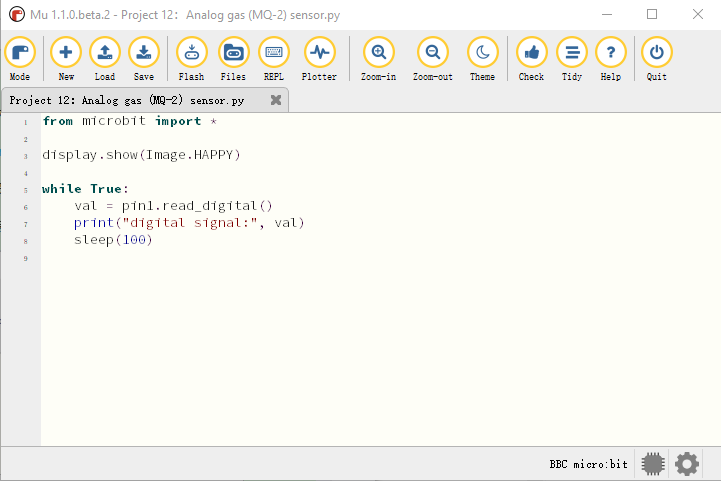 Mu 1.1.0.beta.2 - Project 12：Analog gas (MQ-2) sensor.py
Mode New Load Save Flash Files REPL Plotter Zoom-in Zoom-out Theme Check Tidy Help Quit
Project 12：Analog gas (MQ-2) sensor.py
1 from microbit import *
2
3 display.show(Image.HAPPY)
4
5 while True:
6     val = pin1.read_digital()
7     print("digital signal:", val)
8     sleep(100)
9
BBC micro:bit